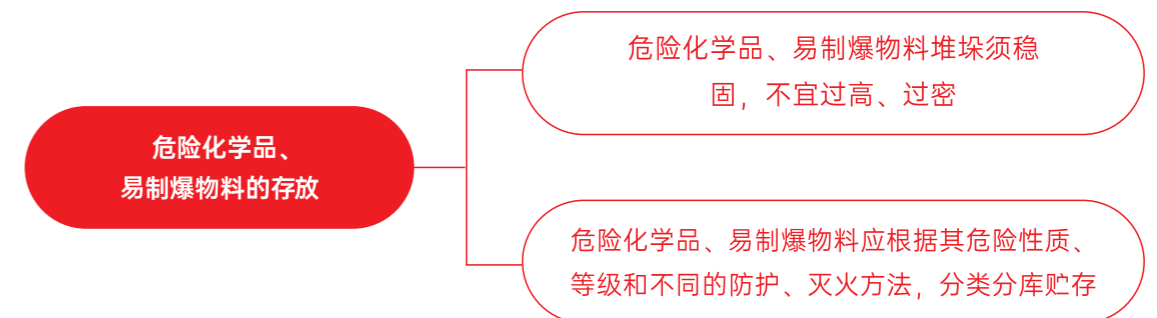 危险化学品、
易制爆物料的存放
危险化学品、易制爆物料堆垛须稳
固，不宜过高、过密
危险化学品、易制爆物料应根据其危险性质、
等级和不同的防护、灭火方法，分类分库贮存